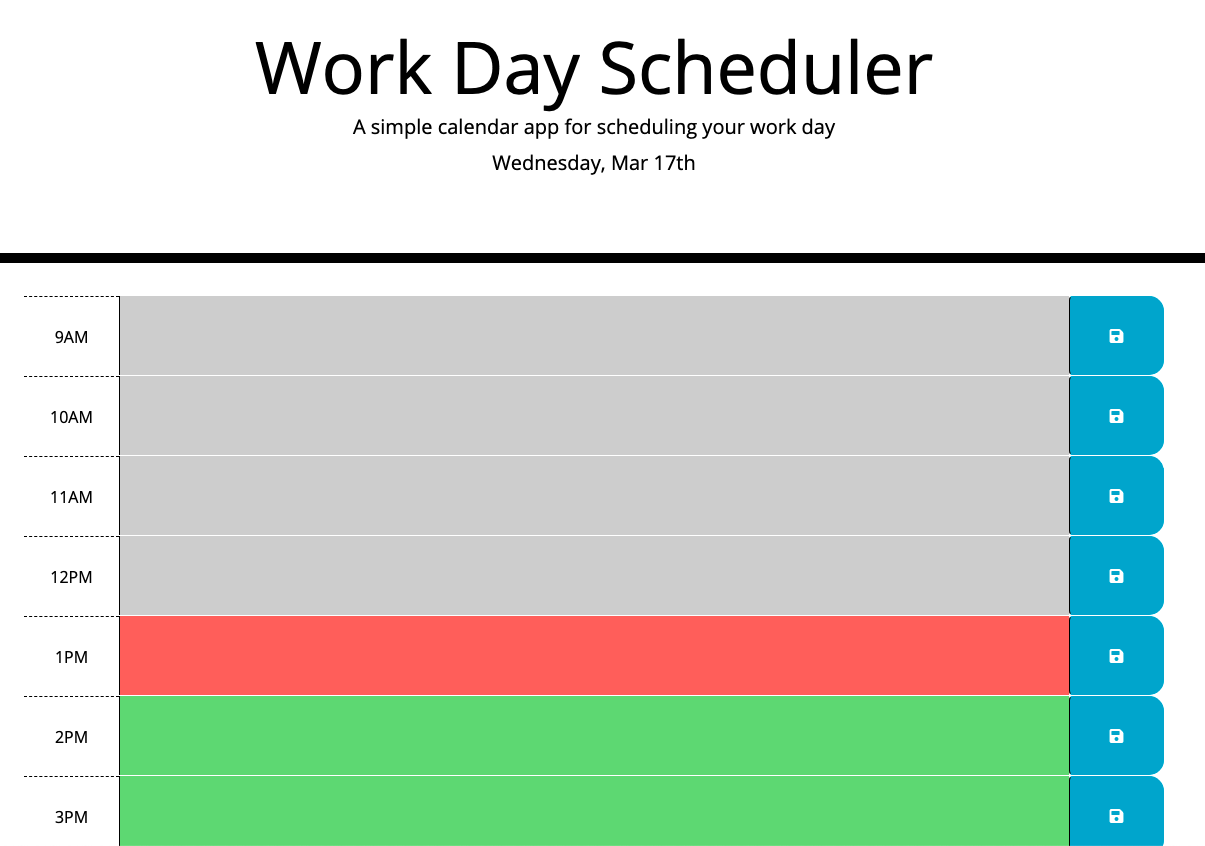 Work Day Scheduler
A simple calendar app for scheduling your work day
Wednesday, Mar 17th
9AM
10AM
11AM
12PM
1PM
2PM
3PM